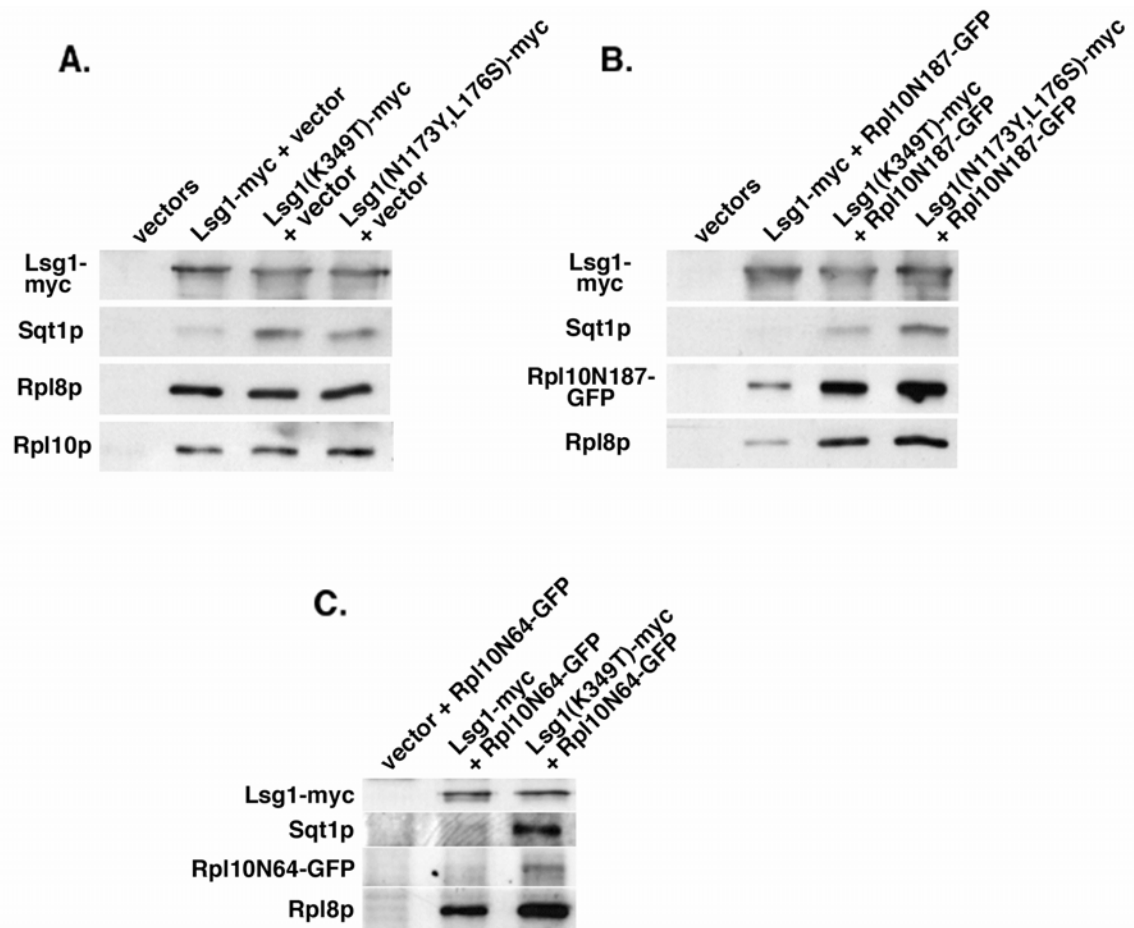 A.
vectors
Lsg1-myc + vector
Lsg1(K349T)-myc
+ vector
Lsg1(N1173Y,L176S)-myc
+ vector
Lsg1-
myc
Sqt1p
Rpl8p
Rpl10p
B.
vectors
Lsg1-myc + Rpl10N187-GFP
Lsg1(K349T)-myc
+ Rpl10N187-GFP
Lsg1(N1173Y,L176S)-myc
+ Rpl10N187-GFP
Lsg1-
myc
Sqt1p
Rpl10N187-
GFP
Rpl8p
C.
vector + Rpl10N64-GFP
Lsg1-myc
+ Rpl10N64-GFP
Lsg1(K349T)-myc
+ Rpl10N64-GFP
Lsg1-myc
Sqt1p
Rpl10N64-GFP
Rpl8p